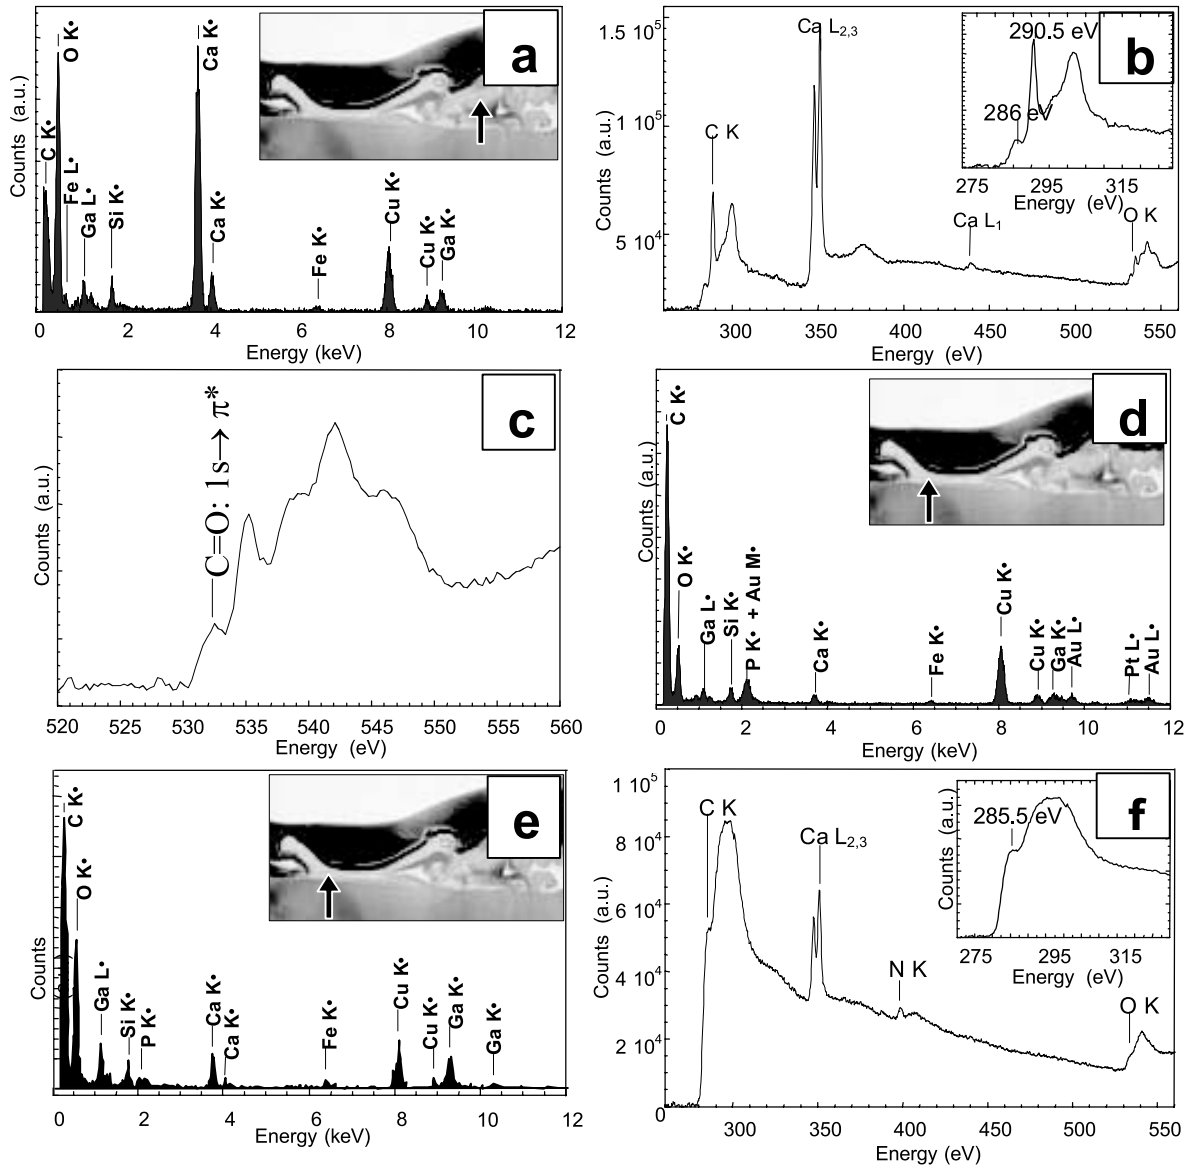 a
Counts (a.u.)
C K•
O K•
Fe L•
Ga L•
Si K•
Ca K•
Ca K•
Fe K•
Cu K•
Cu K•
Ga K•
0 2 4 6 8 10 12
Energy (keV)
b
Counts (a.u.)
1.5 10⁵
1 10⁵
5 10⁴
C K
Ca L2,3
Ca L1
O K
290.5 eV
286 eV
275 295 315
Energy (eV)
300 350 400 450 500 550
Energy (eV)
c
Counts (a.u.)
C=O: 1s→π*
520 525 530 535 540 545 550 555 560
Energy (eV)
d
Counts (a.u.)
C K•
O K•
Ga L•
Si K•
P K• + Au M•
Ca K•
Fe K•
Cu K•
Cu K•
Ga K•
Au L•
Pt L•
Au L•
0 2 4 6 8 10 12
Energy (keV)
e
Counts
C K•
O K•
Ga L•
Si K•
P K•
Ca K•
Ca K•
Fe K•
Cu K•
Cu K•
Ga K•
Ga K•
0 2 4 6 8 10 12
Energy (keV)
f
Counts (a.u.)
1 10⁵
8 10⁴
6 10⁴
4 10⁴
2 10⁴
0
C K
Ca L2,3
N K
O K
Counts (a.u.)
285.5 eV
275 295 315
Energy (eV)
300 350 400 450 500 550
Energy (eV)